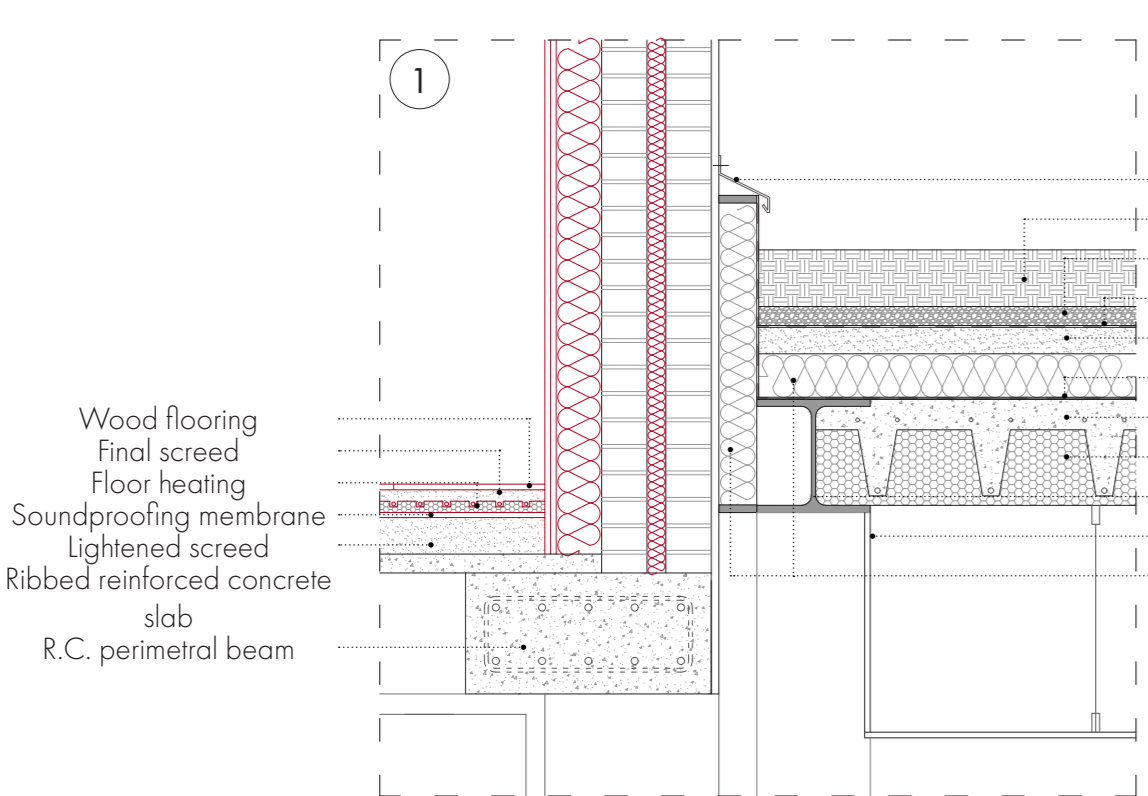 1
Wood flooring
Final screed
Floor heating
Soundproofing membrane
Lightened screed
Ribbed reinforced concrete
slab
R.C. perimetral beam